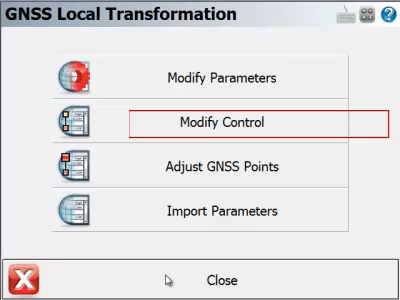 GNSS Local Transformation
Modify Parameters
Modify Control
Adjust GNSS Points
Import Parameters
Close